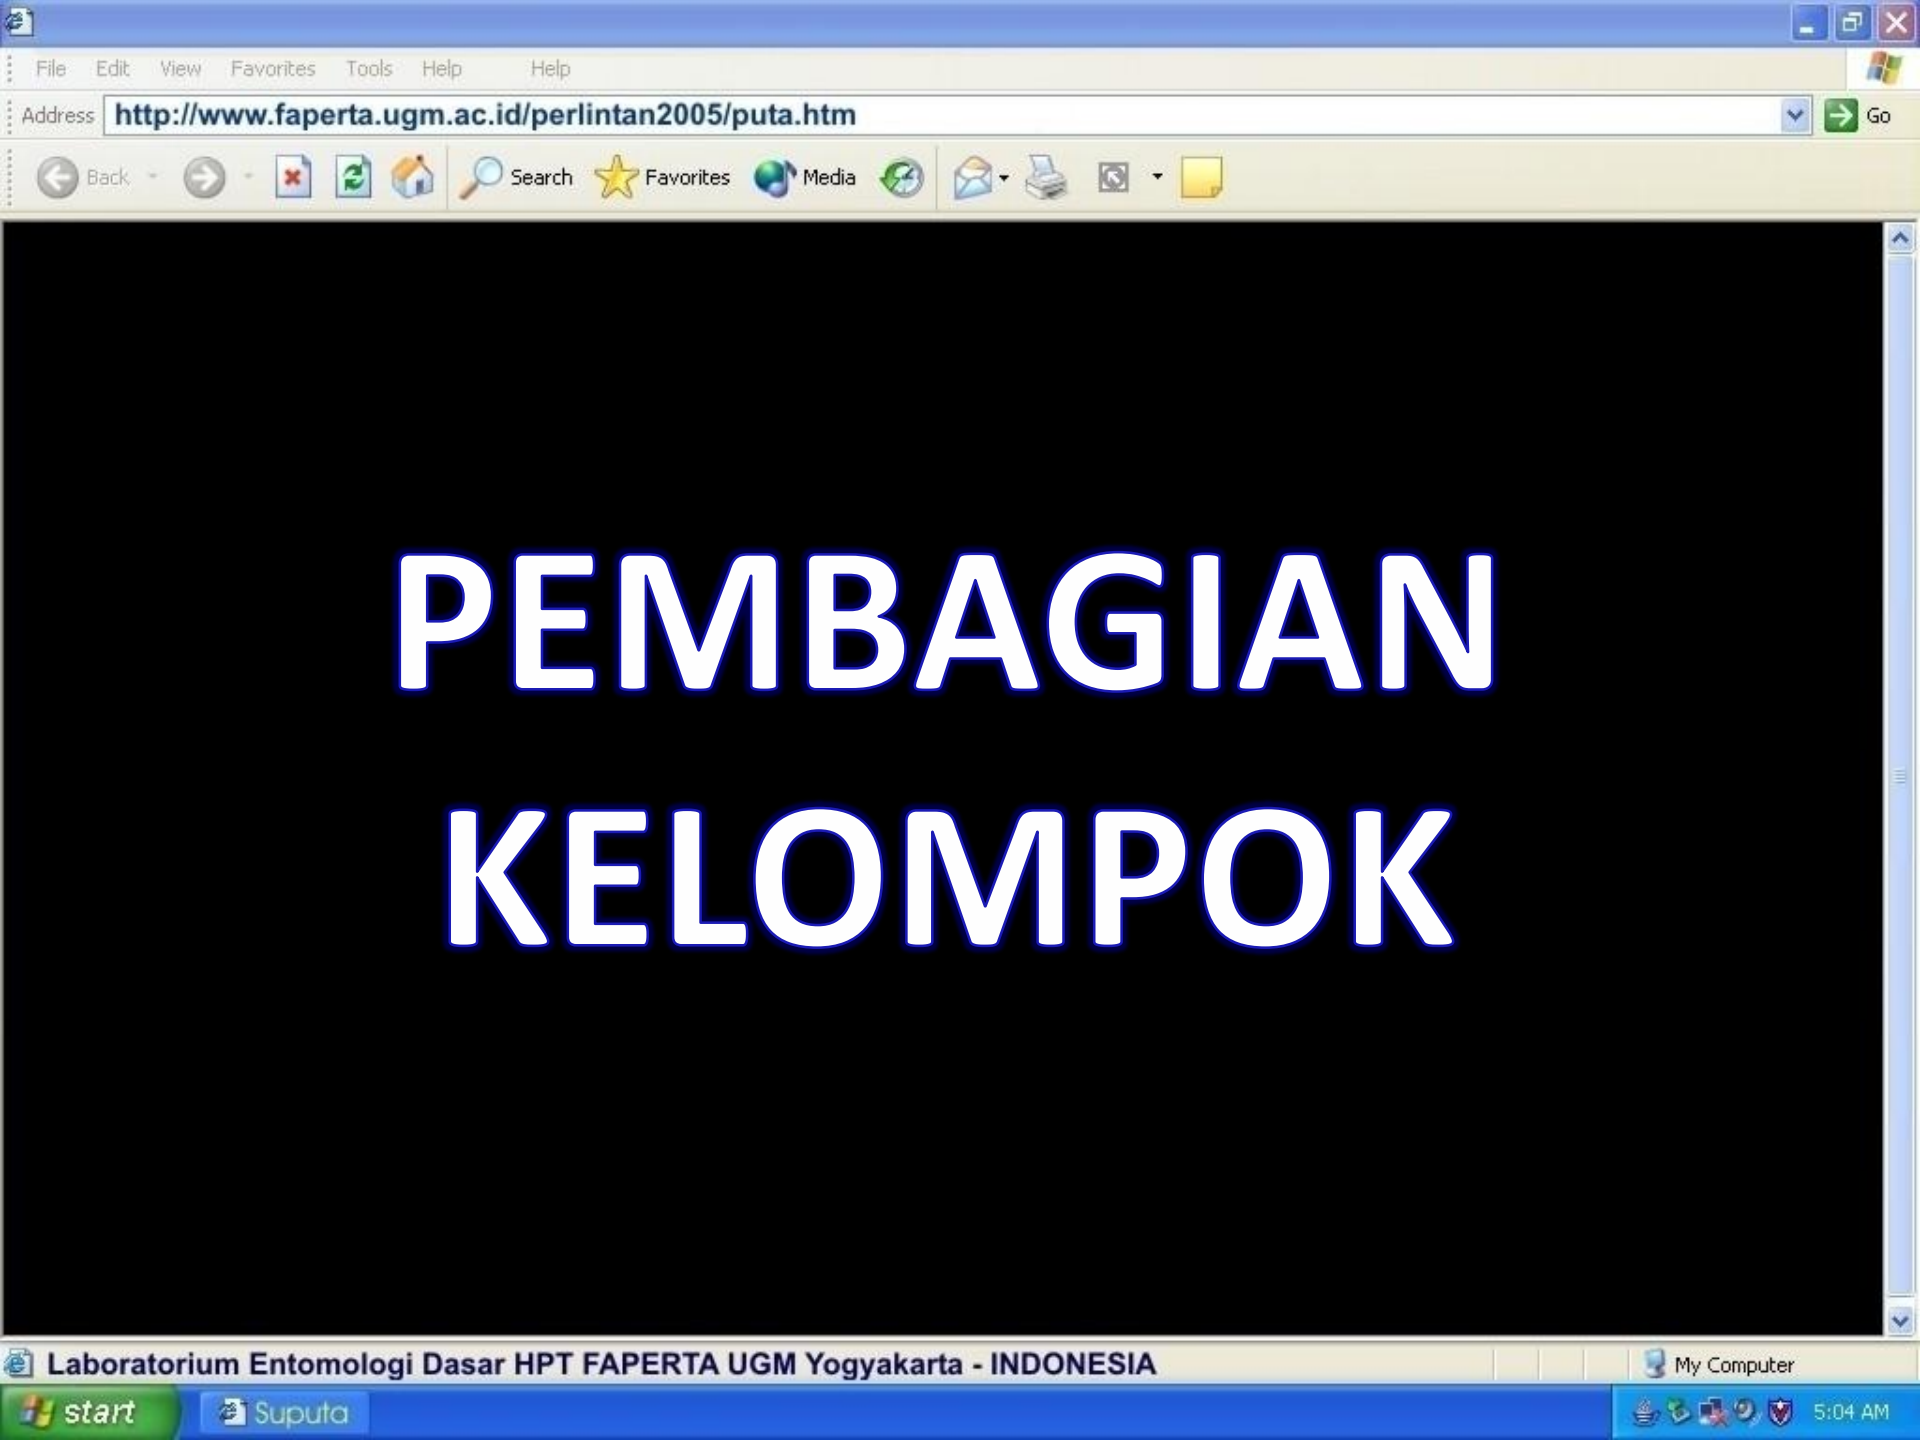 File Edit View Favorites Tools Help Help
Address http://www.faperta.ugm.ac.id/perlintan2005/puta.htm Go
Back Search Favorites Media
PEMBAGIAN
KELOMPOK
Laboratorium Entomologi Dasar HPT FAPERTA UGM Yogyakarta - INDONESIA My Computer
start Suputa 5:04 AM